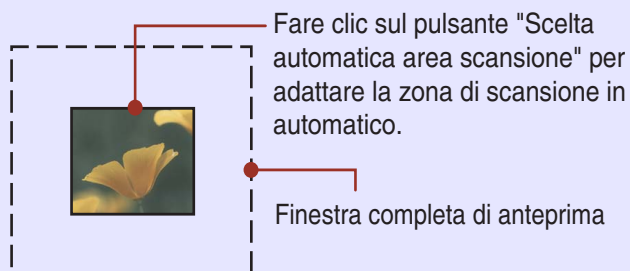 Fare clic sul pulsante "Scelta
automatica area scansione" per
adattare la zona di scansione in
automatico.
Finestra completa di anteprima